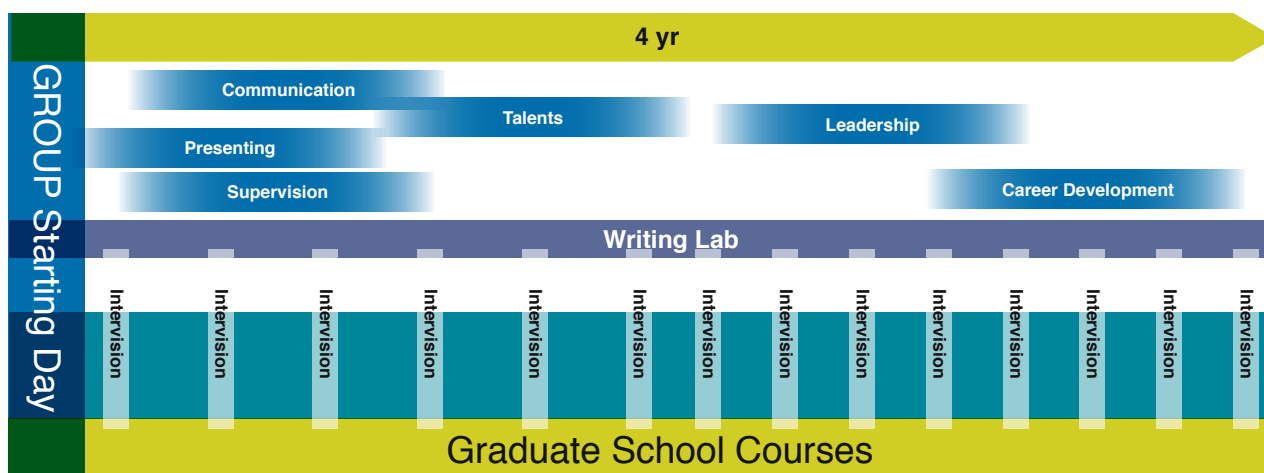 4 yr
GROUP Starting Day
Communication
Talents
Leadership
Presenting
Supervision
Career Development
Writing Lab
Intervision
Intervision
Intervision
Intervision
Intervision
Intervision
Intervision
Intervision
Intervision
Intervision
Intervision
Intervision
Intervision
Intervision
Graduate School Courses